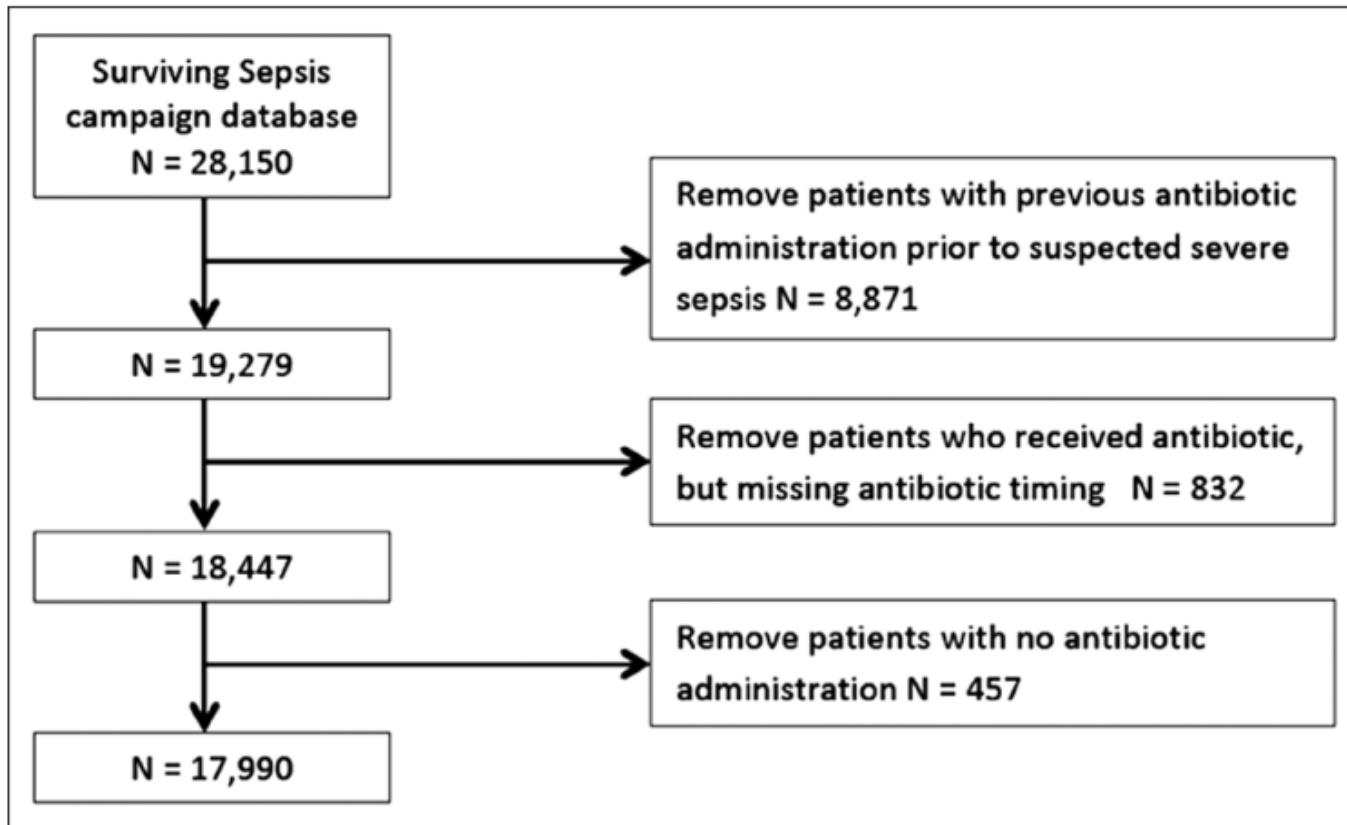 Surviving Sepsis
campaign database
N = 28,150
Remove patients with previous antibiotic
administration prior to suspected severe
sepsis N = 8,871
N = 19,279
Remove patients who received antibiotic,
but missing antibiotic timing N = 832
N = 18,447
Remove patients with no antibiotic
administration N = 457
N = 17,990